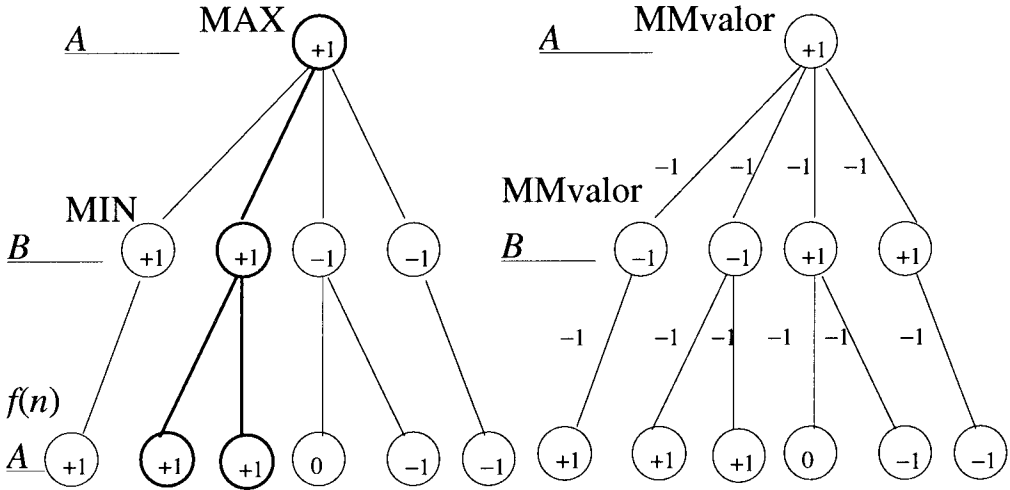 A MAX +1 A MMvalor +1
-1 -1 -1 -1
MIN MMvalor
B +1 +1 -1 -1 B -1 -1 +1 +1
-1 -1 -1 -1 -1 -1
f(n)
A +1 +1 +1 0 -1 -1 +1 +1 +1 0 -1 -1